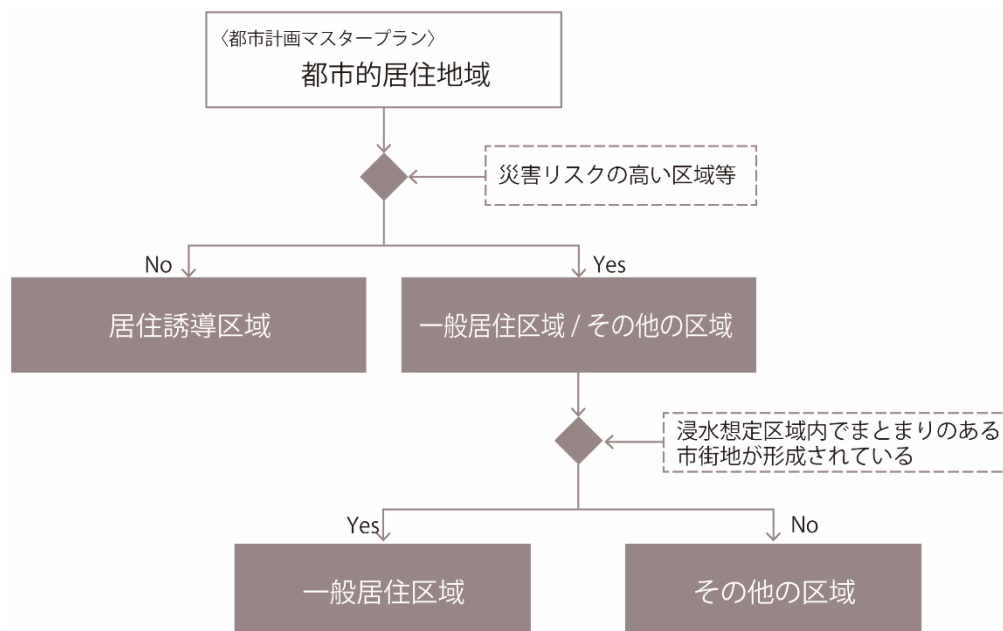 〈都市計画マスタープラン〉
都市的居住地域
災害リスクの高い区域等
No
Yes
居住誘導区域
一般居住区域 / その他の区域
浸水想定区域内でまとまりのある
市街地が形成されている
Yes
No
一般居住区域
その他の区域